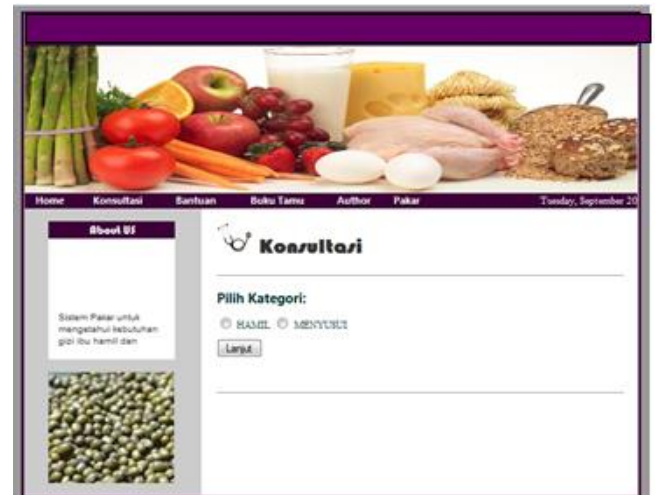 Home Konsultasi Bantuan Buku Tamu Author Pakar Tuesday, September 20
About US
Konsultasi
Sistem Pakar untuk
mengetahui kebutuhan
gizi ibu hamil dan
Pilih Kategori:
HAMIL MENYUSUI
Lanjut